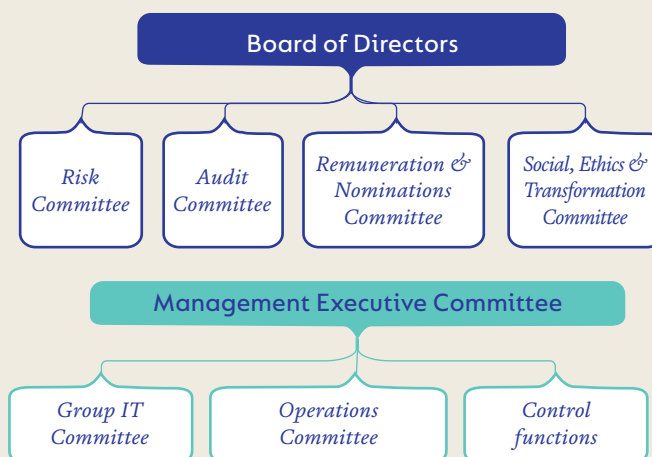 Board of Directors
Risk
Committee
Audit
Committee
Remuneration &
Nominations
Committee
Social, Ethics &
Transformation
Committee
Management Executive Committee
Group IT
Committee
Operations
Committee
Control
functions